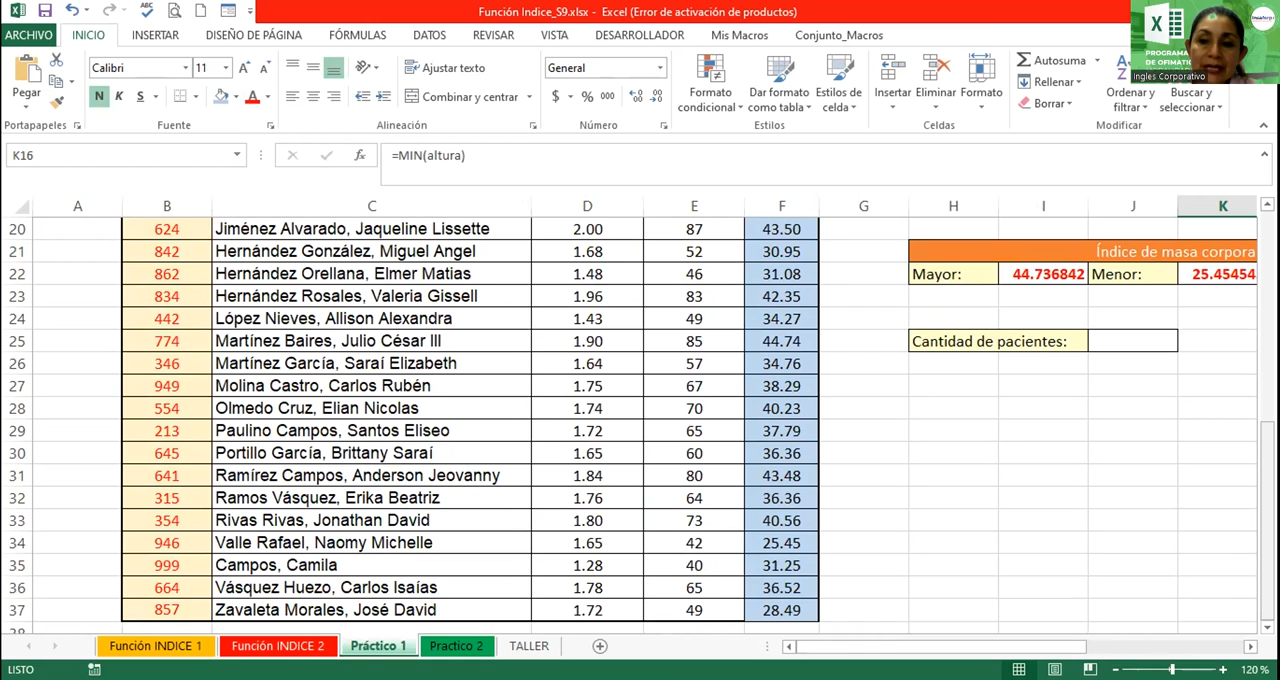 Función Indice_S9.xlsx - Excel (Error de activación de productos)
ARCHIVO INICIO INSERTAR DISEÑO DE PÁGINA FÓRMULAS DATOS REVISAR VISTA DESARROLLADOR Mis Macros Conjunto_Macros
PROGRAMA
DE OFIMATIC
Ingles Corporativo
Pegar
Calibri 11
N K S
Ajustar texto
Combinar y centrar
General
$ % 000
Formato condicional
Dar formato como tabla
Estilos de celda
Insertar Eliminar Formato
Autosuma
Rellenar
Borrar
Ordenar y filtrar
Buscar y seleccionar
Portapapeles Fuente Alineación Número Estilos Celdas Modificar
K16 fx =MIN(altura)
A B C D E F G H I J K
20 624 Jiménez Alvarado, Jaqueline Lissette 2.00 87 43.50
21 842 Hernández González, Miguel Angel 1.68 52 30.95 Índice de masa corpora
22 862 Hernández Orellana, Elmer Matias 1.48 46 31.08 Mayor: 44.736842 Menor: 25.45454
23 834 Hernández Rosales, Valeria Gissell 1.96 83 42.35
24 442 López Nieves, Allison Alexandra 1.43 49 34.27
25 774 Martínez Baires, Julio César lll 1.90 85 44.74 Cantidad de pacientes:
26 346 Martínez García, Saraí Elizabeth 1.64 57 34.76
27 949 Molina Castro, Carlos Rubén 1.75 67 38.29
28 554 Olmedo Cruz, Elian Nicolas 1.74 70 40.23
29 213 Paulino Campos, Santos Eliseo 1.72 65 37.79
30 645 Portillo García, Brittany Saraí 1.65 60 36.36
31 641 Ramírez Campos, Anderson Jeovanny 1.84 80 43.48
32 315 Ramos Vásquez, Erika Beatriz 1.76 64 36.36
33 354 Rivas Rivas, Jonathan David 1.80 73 40.56
34 946 Valle Rafael, Naomy Michelle 1.65 42 25.45
35 999 Campos, Camila 1.28 40 31.25
36 664 Vásquez Huezo, Carlos Isaías 1.78 65 36.52
37 857 Zavaleta Morales, José David 1.72 49 28.49
Función INDICE 1 Función INDICE 2 Práctico 1 Practico 2 TALLER
LISTO 120 %